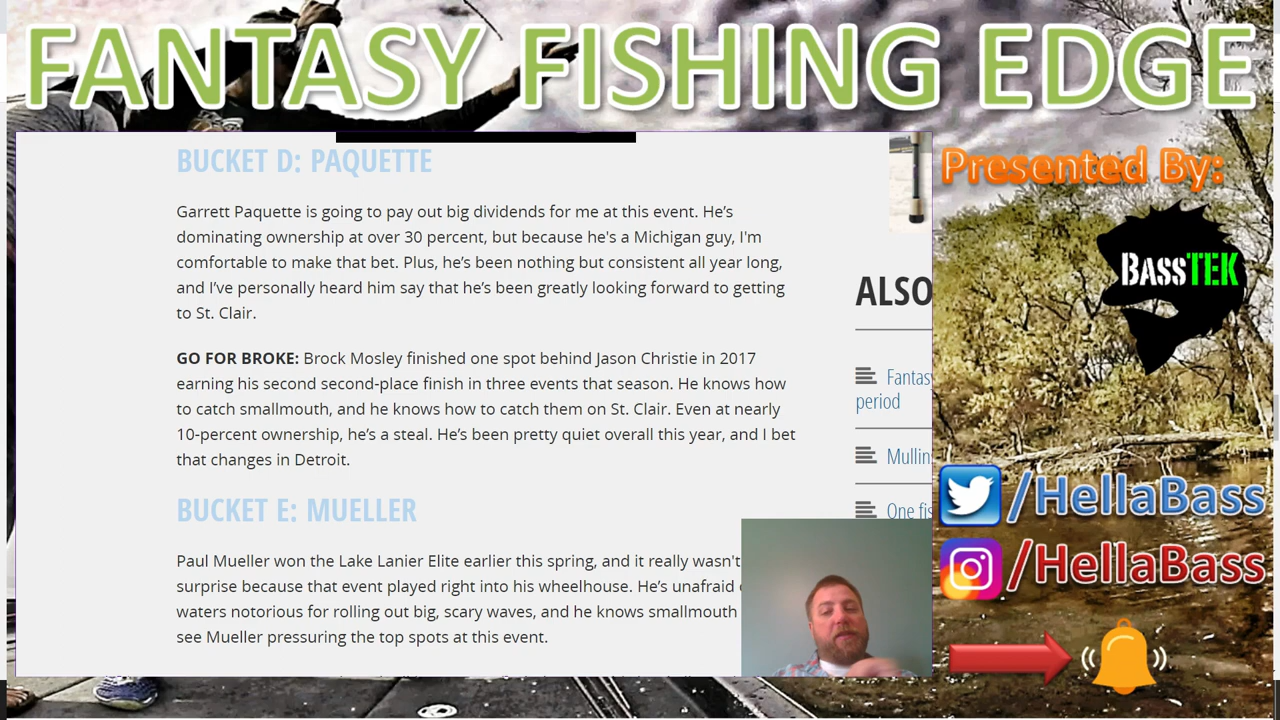 FANTASY FISHING EDGE
BUCKET D: PAQUETTE
Garrett Paquette is going to pay out big dividends for me at this event. He’s
dominating ownership at over 30 percent, but because he's a Michigan guy, I'm
comfortable to make that bet. Plus, he’s been nothing but consistent all year long,
and I’ve personally heard him say that he’s been greatly looking forward to getting
to St. Clair.
GO FOR BROKE: Brock Mosley finished one spot behind Jason Christie in 2017
earning his second second-place finish in three events that season. He knows how
to catch smallmouth, and he knows how to catch them on St. Clair. Even at nearly
10-percent ownership, he’s a steal. He’s been pretty quiet overall this year, and I bet
that changes in Detroit.
BUCKET E: MUELLER
Paul Mueller won the Lake Lanier Elite earlier this spring, and it really wasn't
surprise because that event played right into his wheelhouse. He’s unafraid
waters notorious for rolling out big, scary waves, and he knows smallmouth
see Mueller pressuring the top spots at this event.
ALSO
Fantas
period
Mullin
One fis
Presented By:
BASSTEK
/HellaBass
/HellaBass